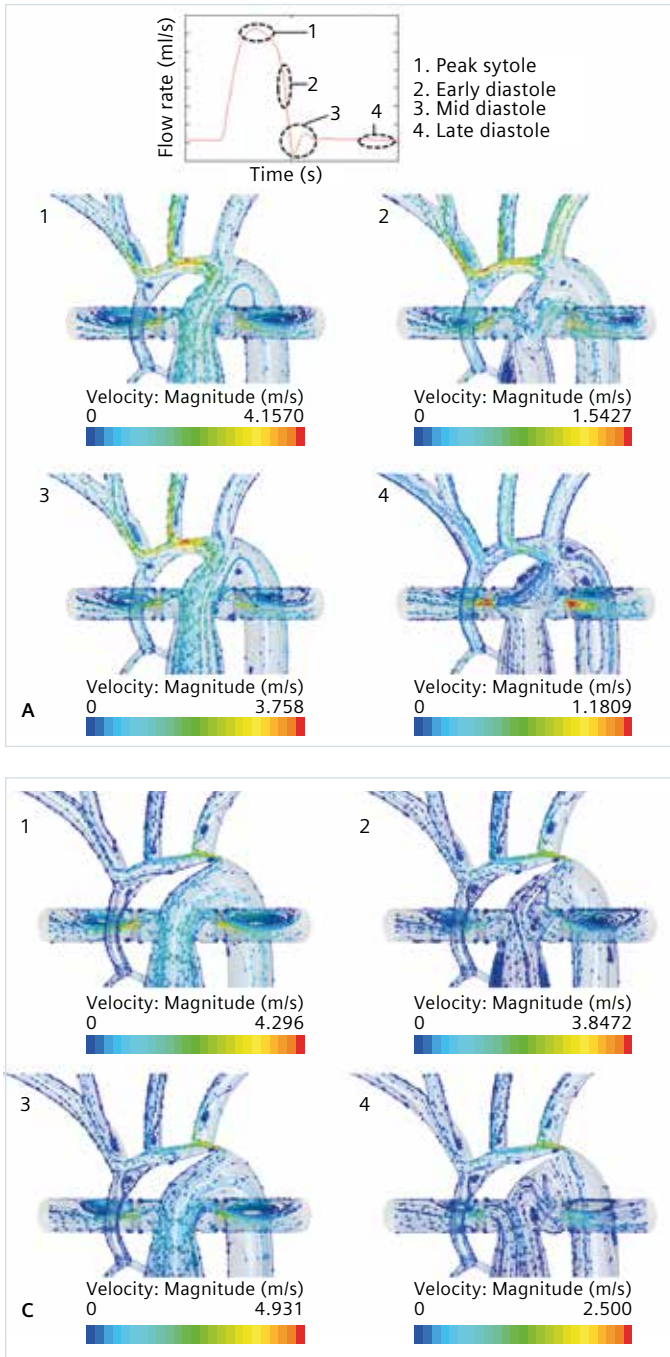 Flow rate (ml/s)
1
2
3
4
Time (s)
1. Peak sytole
2. Early diastole
3. Mid diastole
4. Late diastole
1
2
Velocity: Magnitude (m/s)
0 4.1570
Velocity: Magnitude (m/s)
0 1.5427
3
4
Velocity: Magnitude (m/s)
0 3.758
Velocity: Magnitude (m/s)
0 1.1809
A
1
2
Velocity: Magnitude (m/s)
0 4.296
Velocity: Magnitude (m/s)
0 3.8472
3
4
Velocity: Magnitude (m/s)
0 4.931
Velocity: Magnitude (m/s)
0 2.500
C